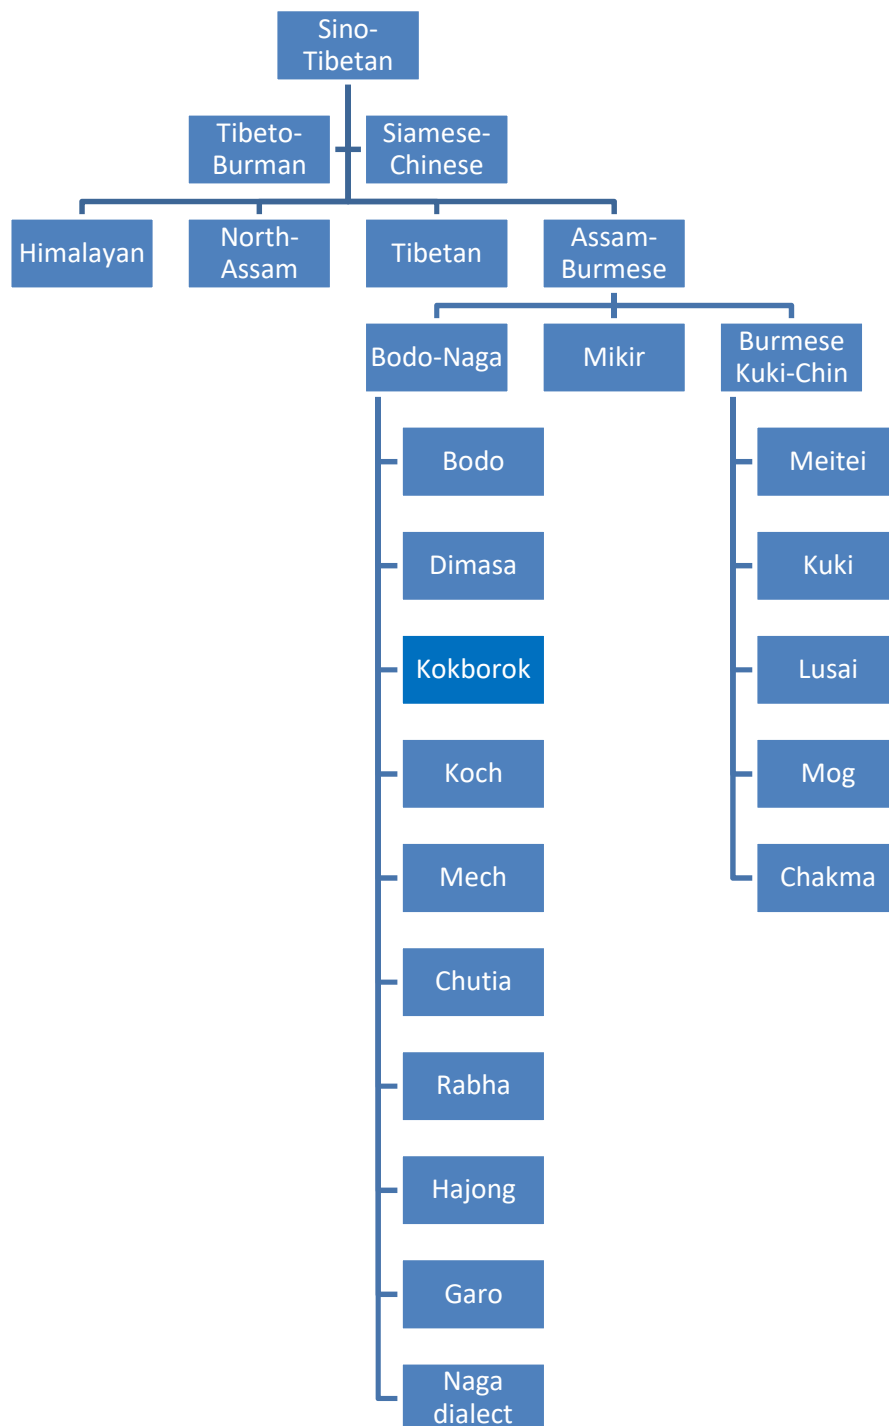 Sino-
Tibetan
Tibeto-
Burman
Siamese-
Chinese
Himalayan
North-
Assam
Tibetan
Assam-
Burmese
Bodo-Naga
Mikir
Burmese
Kuki-Chin
Bodo
Dimasa
Kokborok
Koch
Mech
Chutia
Rabha
Hajong
Garo
Naga
dialect
Meitei
Kuki
Lusai
Mog
Chakma